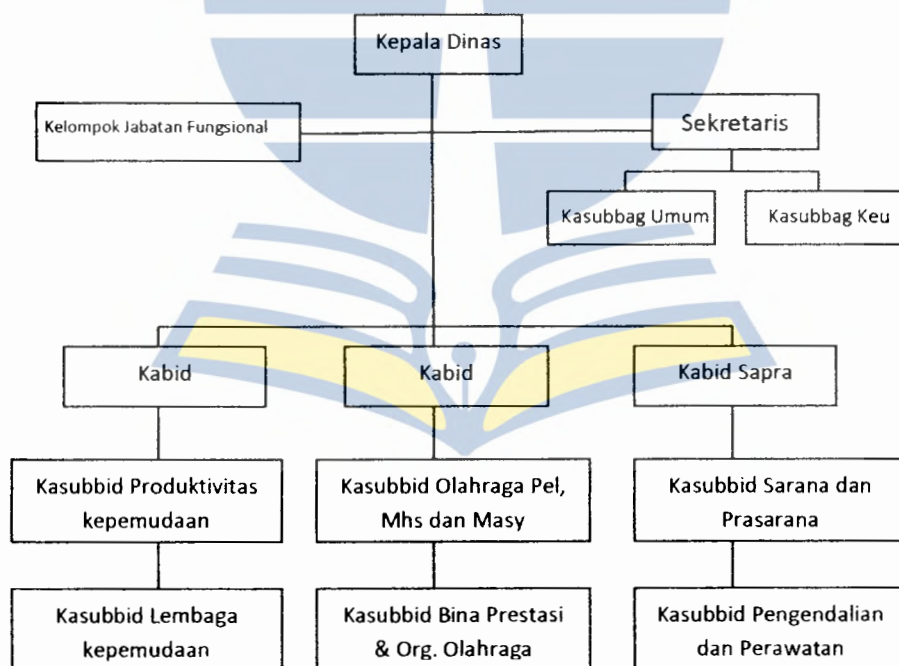 Kepala Dinas
Kelompok Jabatan Fungsional
Sekretaris
Kasubbag Umum
Kasubbag Keu
Kabid
Kabid
Kabid Sapra
Kasubbid Produktivitas
kepemudaan
Kasubbid Olahraga Pel,
Mhs dan Masy
Kasubbid Sarana dan
Prasarana
Kasubbid Lembaga
kepemudaan
Kasubbid Bina Prestasi
& Org. Olahraga
Kasubbid Pengendalian
dan Perawatan